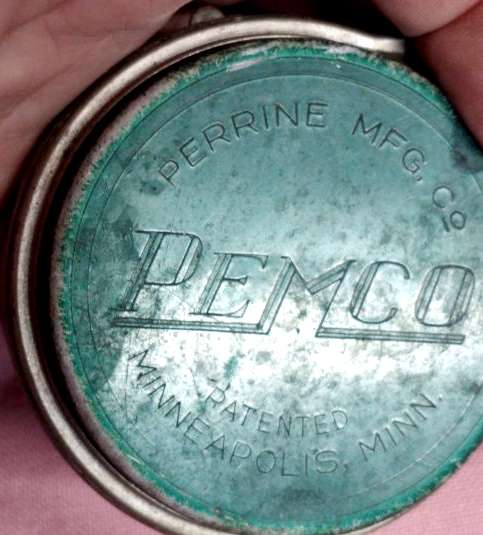 PERRINE MFG. CO
PEMCO
PATENTED
MINNEAPOLIS, MINN.